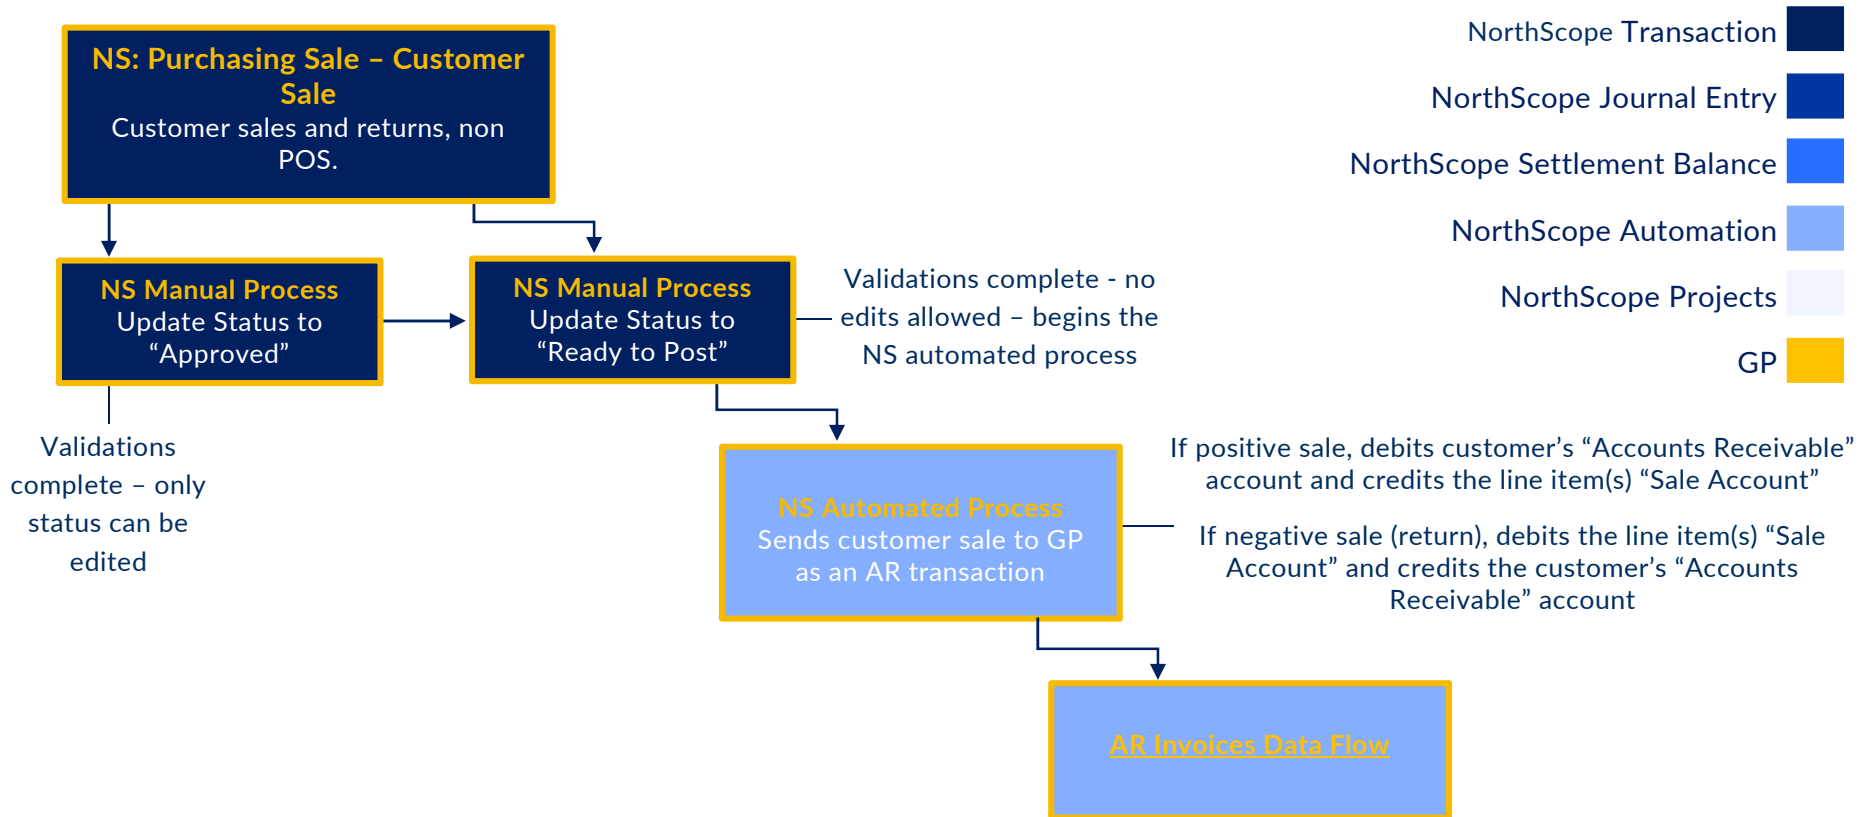 NS: Purchasing Sale – Customer
Sale
Customer sales and returns, non
POS.
NorthScope Transaction
NorthScope Journal Entry
NorthScope Settlement Balance
NorthScope Automation
NorthScope Projects
GP
NS Manual Process
Update Status to
“Approved”
NS Manual Process
Update Status to
“Ready to Post”
Validations complete - no
edits allowed – begins the
NS automated process
Validations
complete – only
status can be
edited
NS Automated Process
Sends customer sale to GP
as an AR transaction
If positive sale, debits customer’s “Accounts Receivable”
account and credits the line item(s) “Sale Account”
If negative sale (return), debits the line item(s) “Sale
Account” and credits the customer’s “Accounts
Receivable” account
AR Invoices Data Flow